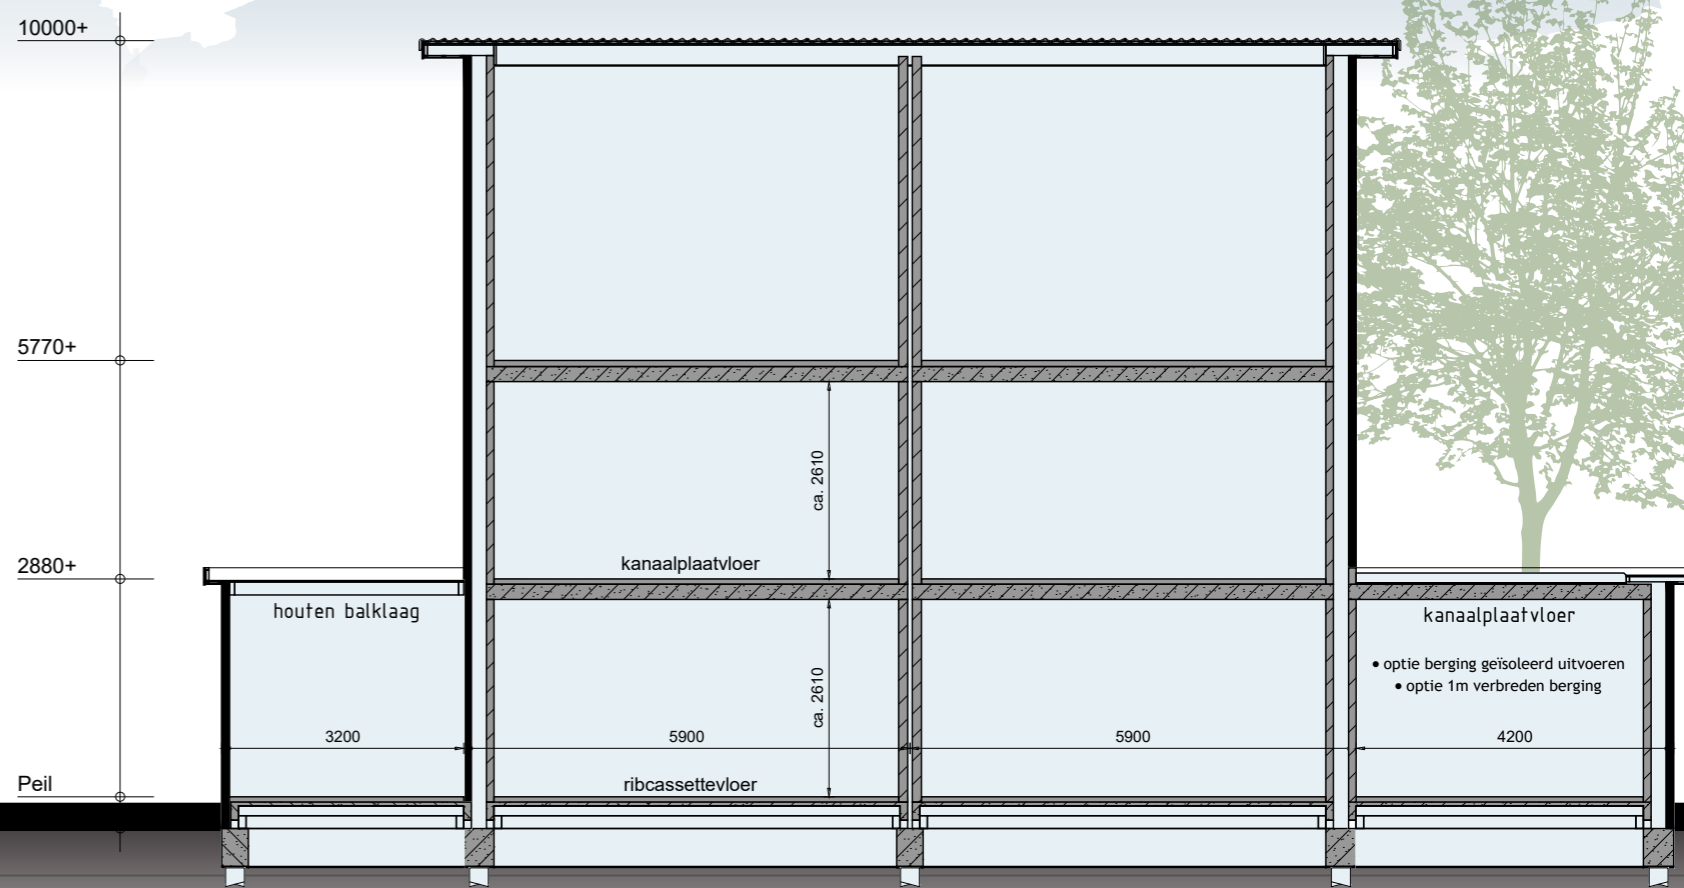 10000+
5770+
ca. 2610
kanaalplaatvloer
2880+
houten balklaag
kanaalplaatvloer
• optie berging geïsoleerd uitvoeren
• optie 1m verbreden berging
ca. 2610
3200
5900
5900
4200
Peil
ribcassettevloer